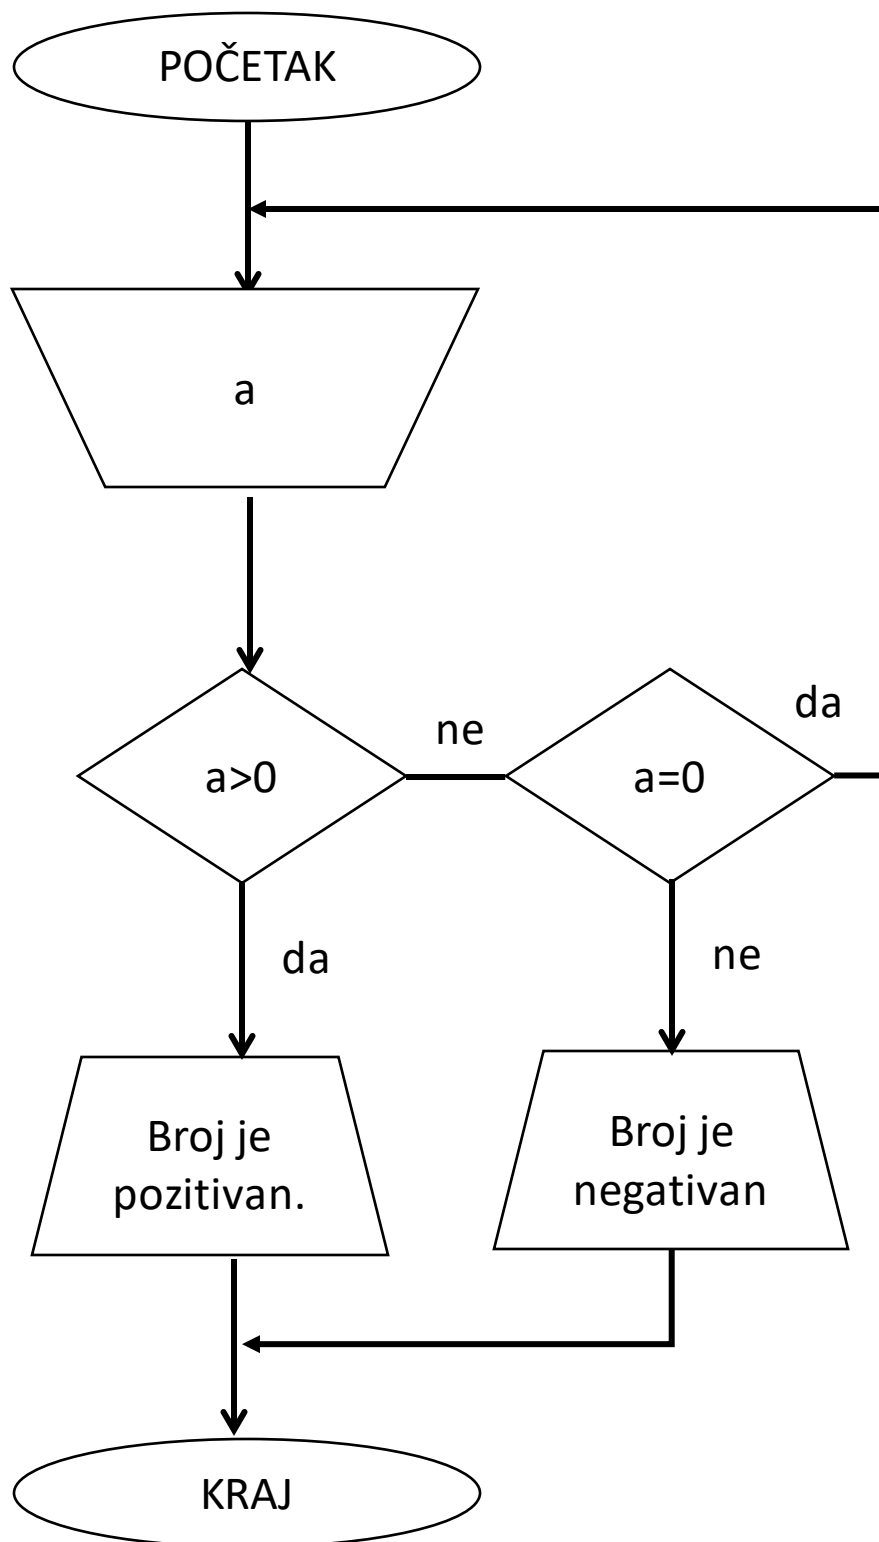 POČETAK
a
a>0
ne
a=0
da
da
ne
Broj je
pozitivan.
Broj je
negativan
KRAJ